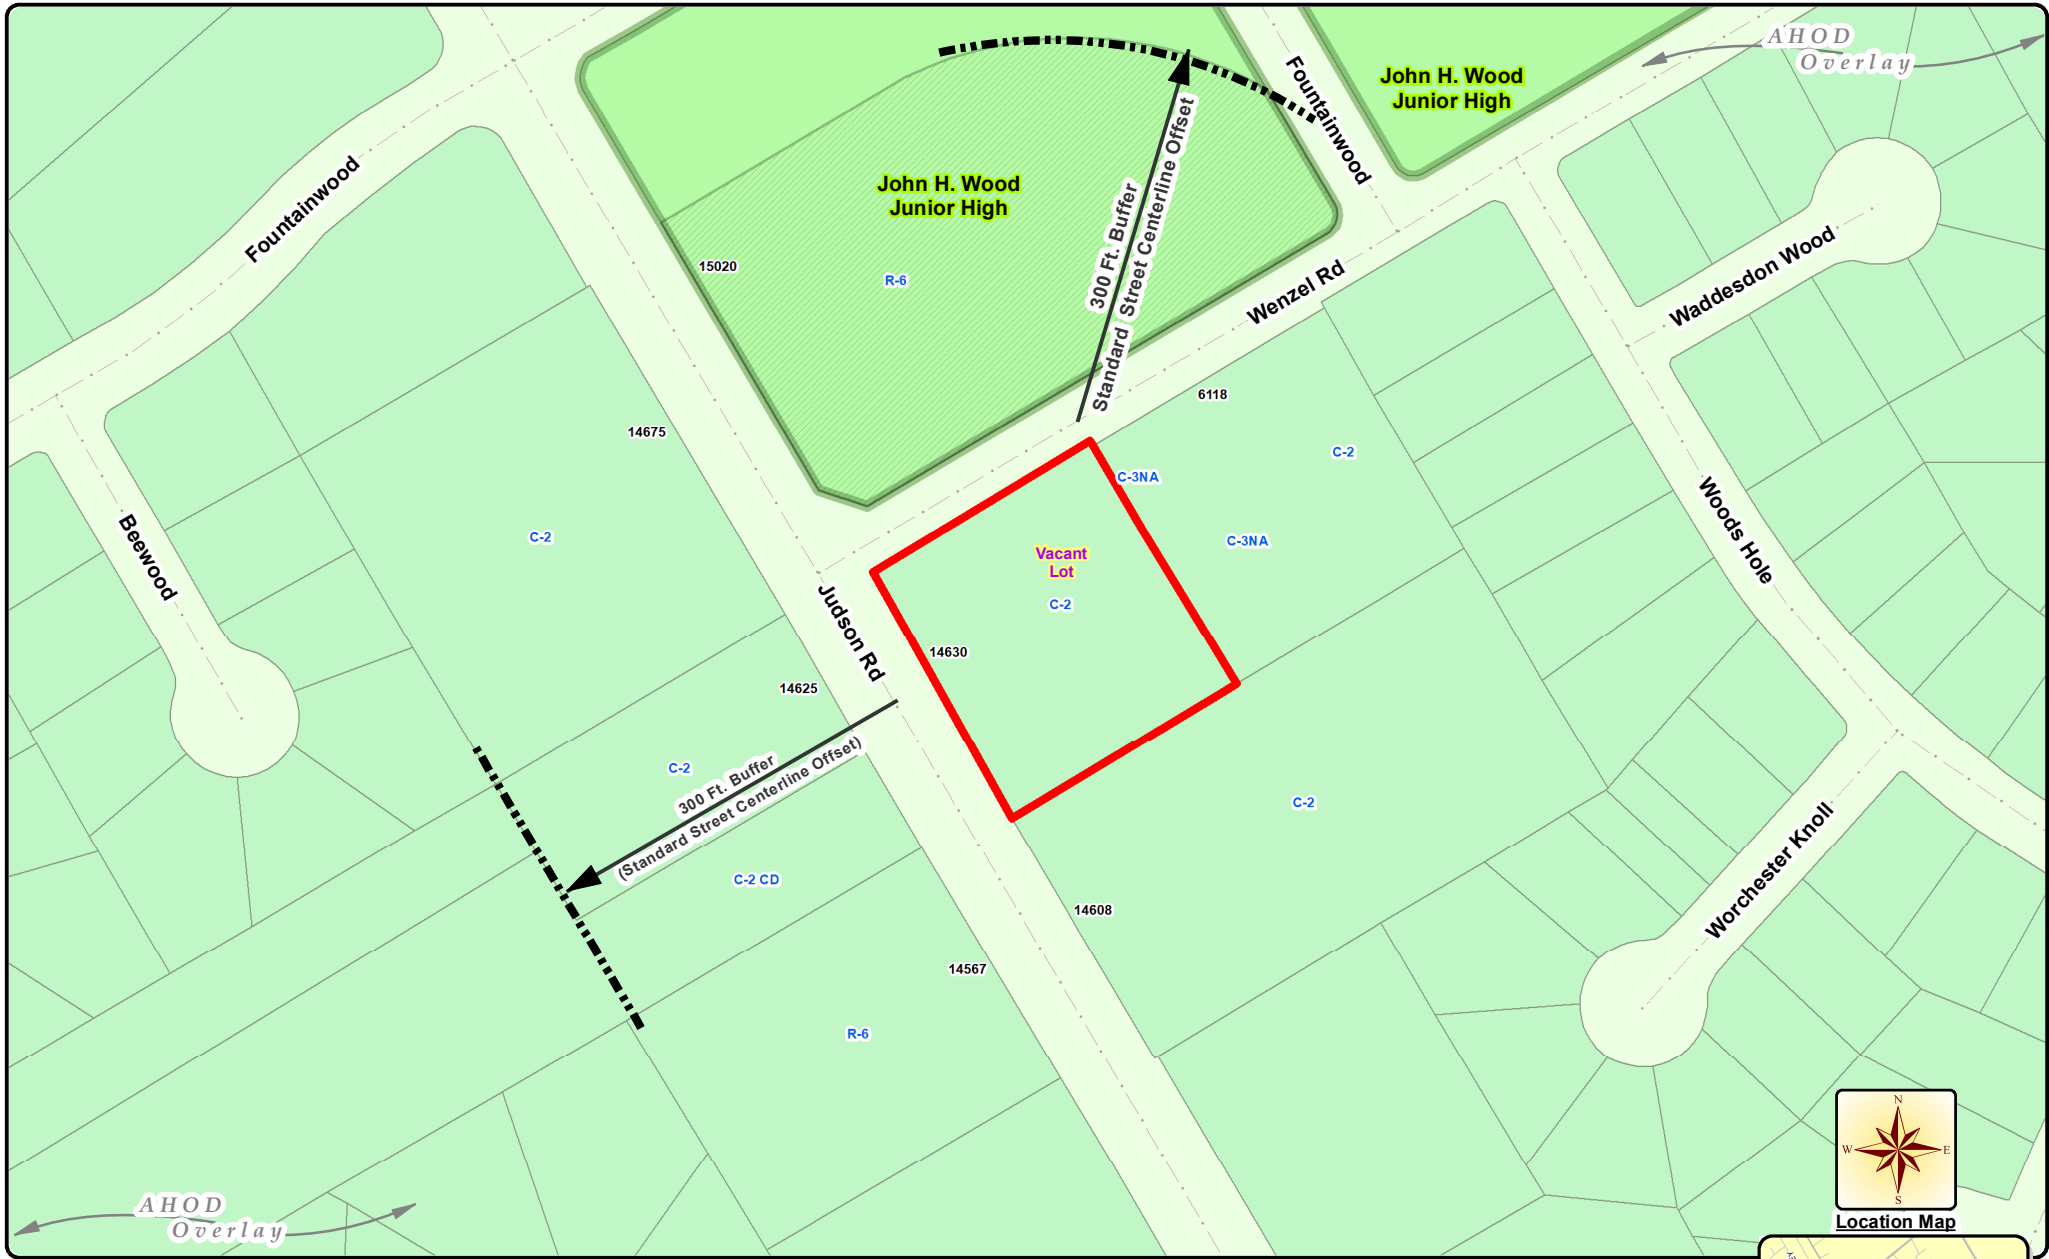 AHOD
Overlay
Fountainwood
John H. Wood
Junior High
John H. Wood
Junior High
Fountainwood
300 Ft. Buffer
Standard Street Centerline Offset
15020
R-6
Wenzel Rd
Waddesdon Wood
6118
14675
C-2
C-3NA
C-2
C-3NA
Woods Hole
Beewood
Vacant
Lot
C-2
Judson Rd
14630
14625
C-2
300 Ft. Buffer
(Standard Street Centerline Offset)
C-2
C-2 CD
14608
Worchester Knoll
14567
R-6
N
W
E
S
AHOD
Overlay
Location Map